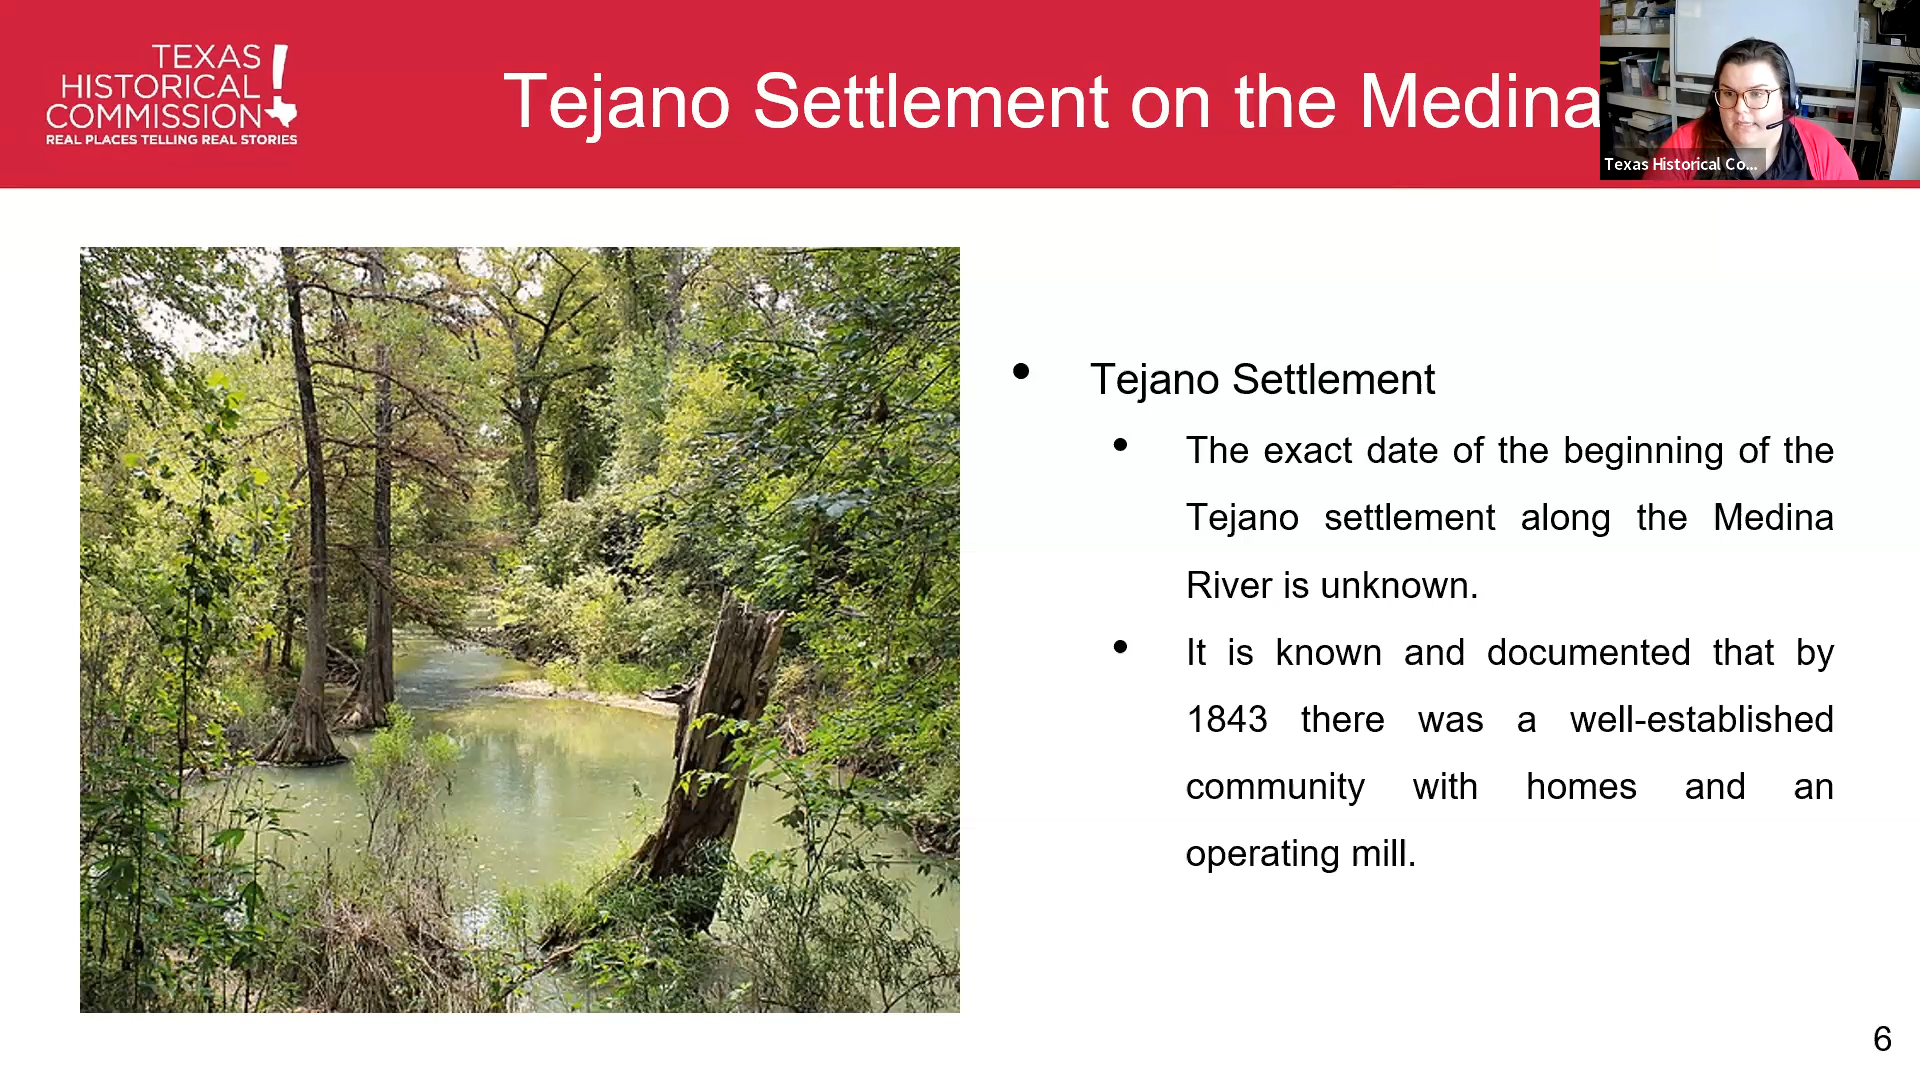 TEXAS
HISTORICAL
COMMISSION
REAL PLACES TELLING REAL STORIES
Tejano Settlement on the Medina
Texas Historical Co...
• Tejano Settlement
• The exact date of the beginning of the
Tejano settlement along the Medina
River is unknown.
• It is known and documented that by
1843 there was a well-established
community with homes and an
operating mill.
6